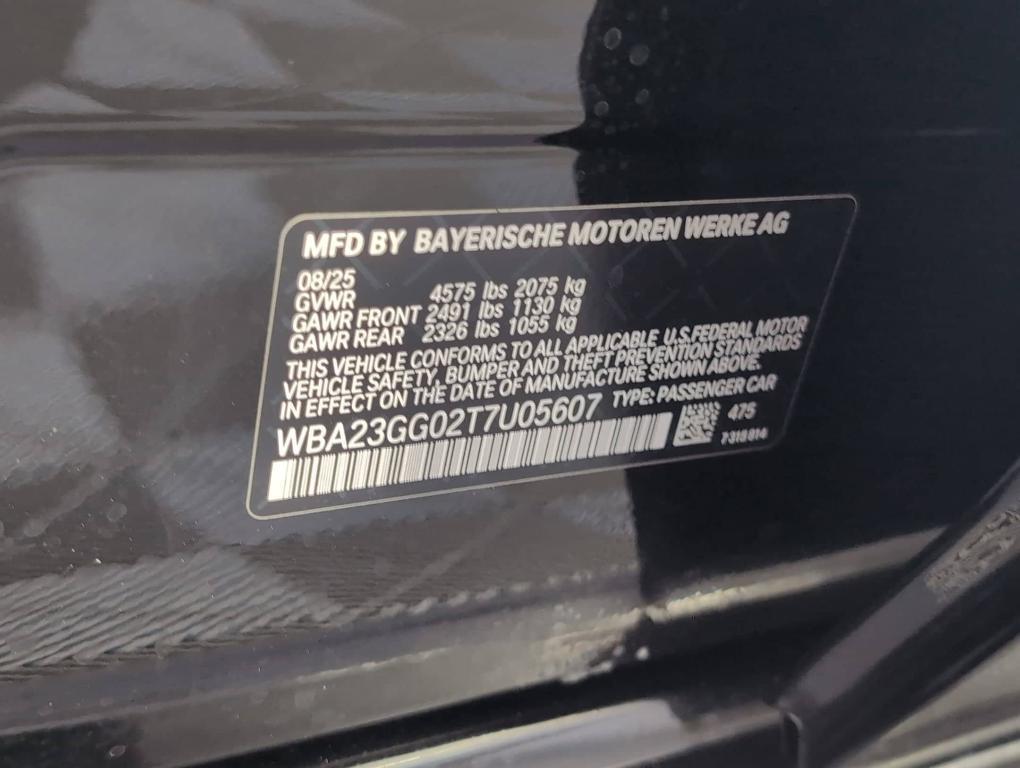 MFD BY BAYERISCHE MOTOREN WERKE AG
08/25
GVWR 4575 lbs 2075 kg
GAWR FRONT 2491 lbs 1130 kg
GAWR REAR 2326 lbs 1055 kg
THIS VEHICLE CONFORMS TO ALL APPLICABLE U.S. FEDERAL MOTOR
VEHICLE SAFETY, BUMPER AND THEFT PREVENTION STANDARDS
IN EFFECT ON THE DATE OF MANUFACTURE SHOWN ABOVE.
WBA23GG02T7U05607 TYPE: PASSENGER CAR
475
7318814